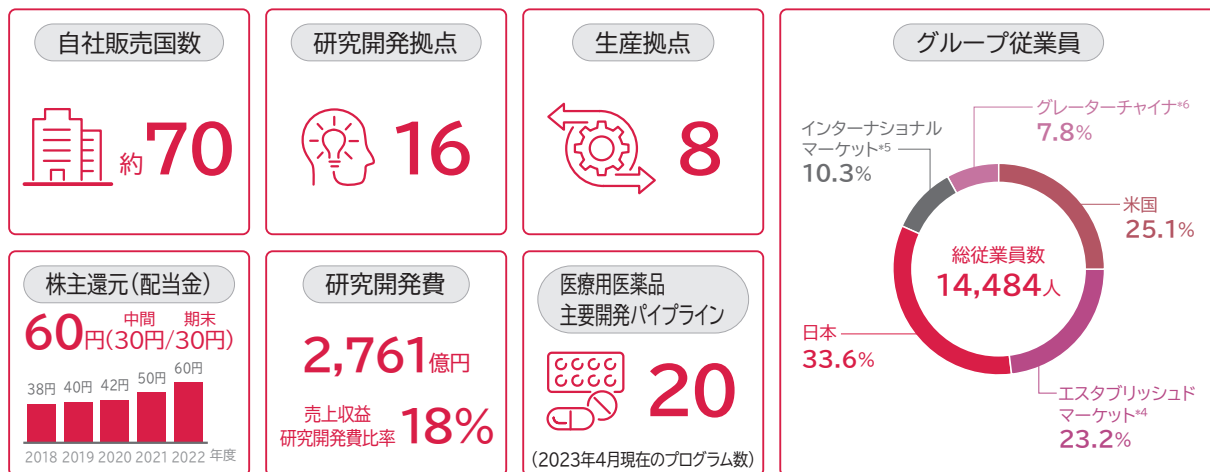 自社販売国数
約70
研究開発拠点
16
生産拠点
8
株主還元(配当金)
中間 期末
60円(30円/30円)
38円 40円 42円 50円 60円
2018 2019 2020 2021 2022 年度
研究開発費
2,761億円
売上収益
研究開発費比率 18%
医療用医薬品
主要開発パイプライン
20
(2023年4月現在のプログラム数)
グループ従業員
グレーターチャイナ*6
7.8%
インターナショナル
マーケット*5
10.3%
米国
25.1%
総従業員数
14,484人
日本
33.6%
エスタブリッシュド
マーケット*4
23.2%